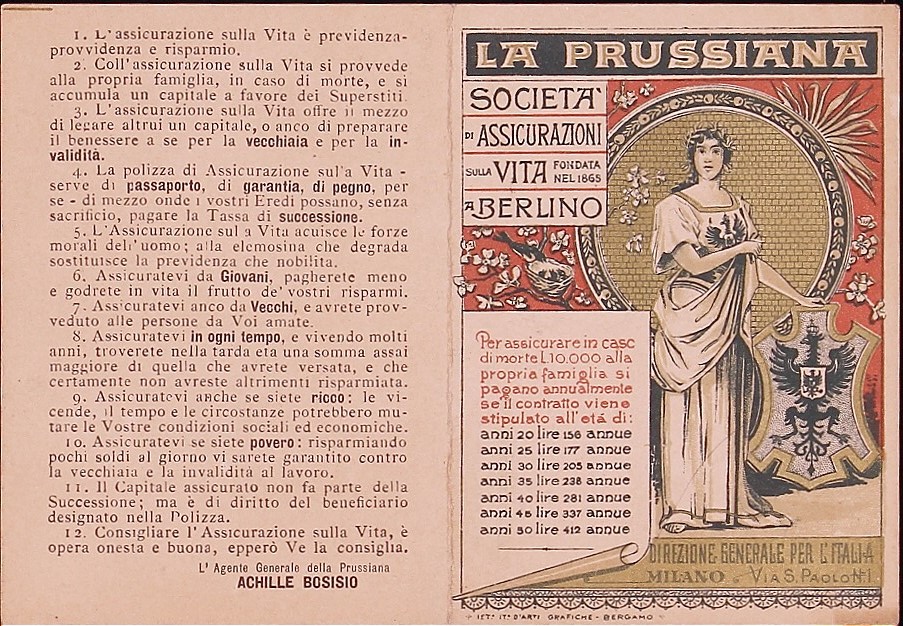 1. L'assicurazione sulla Vita è previdenza-
provvidenza e risparmio.
2. Coll'assicurazione sulla Vita si provvede
alla propria famiglia, in caso di morte, e si
accumula un capitale a favore dei Superstiti.
3. L'assicurazione sulla Vita offre il mezzo
di legare altrui un capitale, o anco di preparare
il benessere a se per la vecchiaia e per la in-
validità.
4. La polizza di Assicurazione sul'a Vita -
serve di passaporto, di garantia, di pegno, per
se - di mezzo onde i vostri Eredi possano, senza
sacrificio, pagare la Tassa di successione.
5. L'Assicurazione sul a Vita acuisce le forze
morali dell'uomo; alla elemosina che degrada
sostituisce la previdenza che nobilita.
6. Assicuratevi da Giovani, pagherete meno
e godrete in vita il frutto de' vostri risparmi.
7. Assicuratevi anco da Vecchi, e avrete prov-
veduto alle persone da Voi amate.
8. Assicuratevi in ogni tempo, e vivendo molti
anni, troverete nella tarda età una somma assai
maggiore di quella che avrete versata, e che
certamente non avreste altrimenti risparmiata.
9. Assicuratevi anche se siete ricco: le vi-
cende, il tempo e le circostanze potrebbero mu-
tare le Vostre condizioni sociali ed economiche.
10. Assicuratevi se siete povero: risparmiando
pochi soldi al giorno vi sarete garantito contro
la vecchiaia e la invalidità al lavoro.
11. Il Capitale assicurato non fa parte della
Successione; ma è di diritto del beneficiario
designato nella Polizza.
12. Consigliare l'Assicurazione sulla Vita, è
opera onesta e buona, epperò Ve la consiglia.
L'Agente Generale della Prussiana
ACHILLE BOSISIO
LA PRUSSIANA
SOCIETA'
DI ASSICURAZIONI
SULLA VITA FONDATA NEL 1865
A BERLINO
Per assicurare in caso
di morte L.10.000 alla
propria famiglia si
pagano annualmente
se il contratto viene
stipulato all'età di:
anni 20 lire 156 annue
anni 25 lire 177 annue
anni 30 lire 205 annue
anni 35 lire 238 annue
anni 40 lire 281 annue
anni 45 lire 337 annue
anni 50 lire 412 annue
DIREZIONE GENERALE PER L'ITALIA
MILANO - VIA S. PAOLO N.1
IST.° IT.° D'ARTI GRAFICHE - BERGAMO